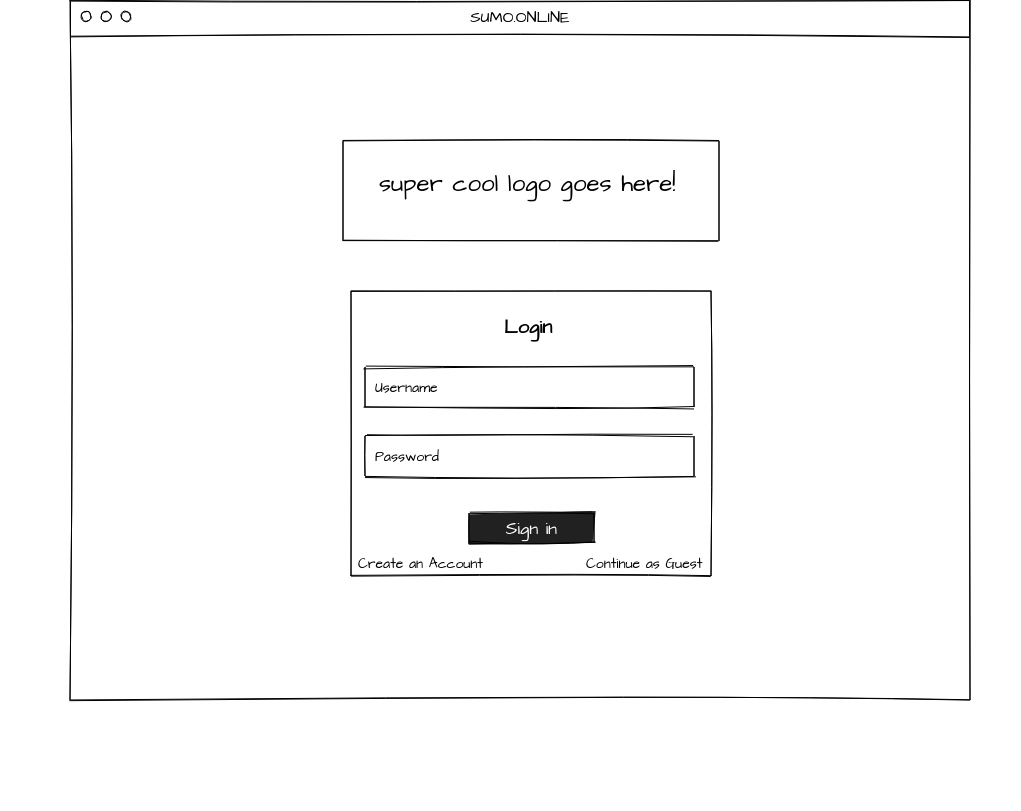 SUMO.ONLINE
super cool logo goes here!
Login
Username
Password
Sign in
Create an Account
Continue as Guest